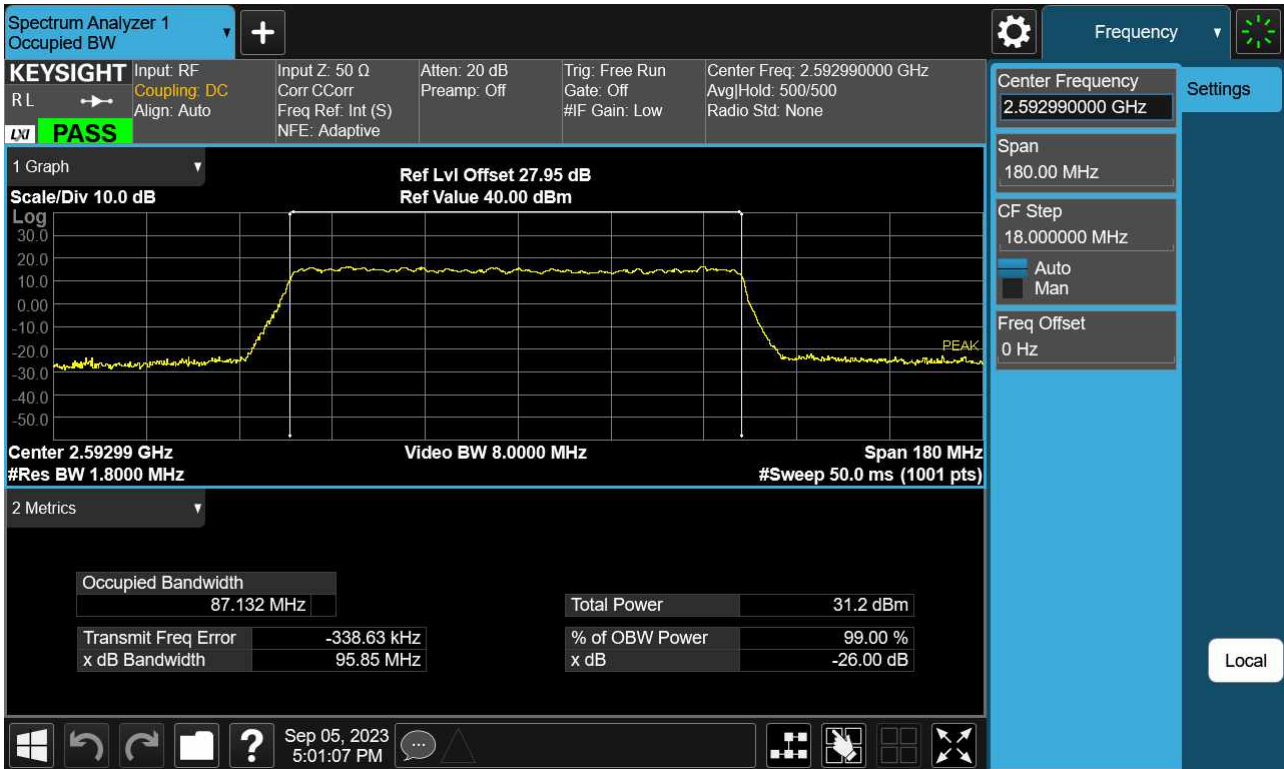 Spectrum Analyzer 1
Occupied BW
Frequency
KEYSIGHT
R L
LXI PASS
Input: RF
Coupling: DC
Align: Auto
Input Z: 50 Ω
Corr CCorr
Freq Ref: Int (S)
NFE: Adaptive
Atten: 20 dB
Preamp: Off
Trig: Free Run
Gate: Off
#IF Gain: Low
Center Freq: 2.592990000 GHz
Avg|Hold: 500/500
Radio Std: None
Center Frequency
2.592990000 GHz
Settings
Span
180.00 MHz
CF Step
18.000000 MHz
Auto
Man
Freq Offset
0 Hz
1 Graph
Scale/Div 10.0 dB
Ref Lvl Offset 27.95 dB
Ref Value 40.00 dBm
Log
30.0
20.0
10.0
0.00
-10.0
-20.0
-30.0
-40.0
-50.0
PEAK
Center 2.59299 GHz
Video BW 8.0000 MHz
Span 180 MHz
#Res BW 1.8000 MHz
#Sweep 50.0 ms (1001 pts)
2 Metrics
Occupied Bandwidth
87.132 MHz
Total Power 31.2 dBm
Transmit Freq Error -338.63 kHz
% of OBW Power 99.00 %
x dB Bandwidth 95.85 MHz
x dB -26.00 dB
Local
?
Sep 05, 2023
5:01:07 PM